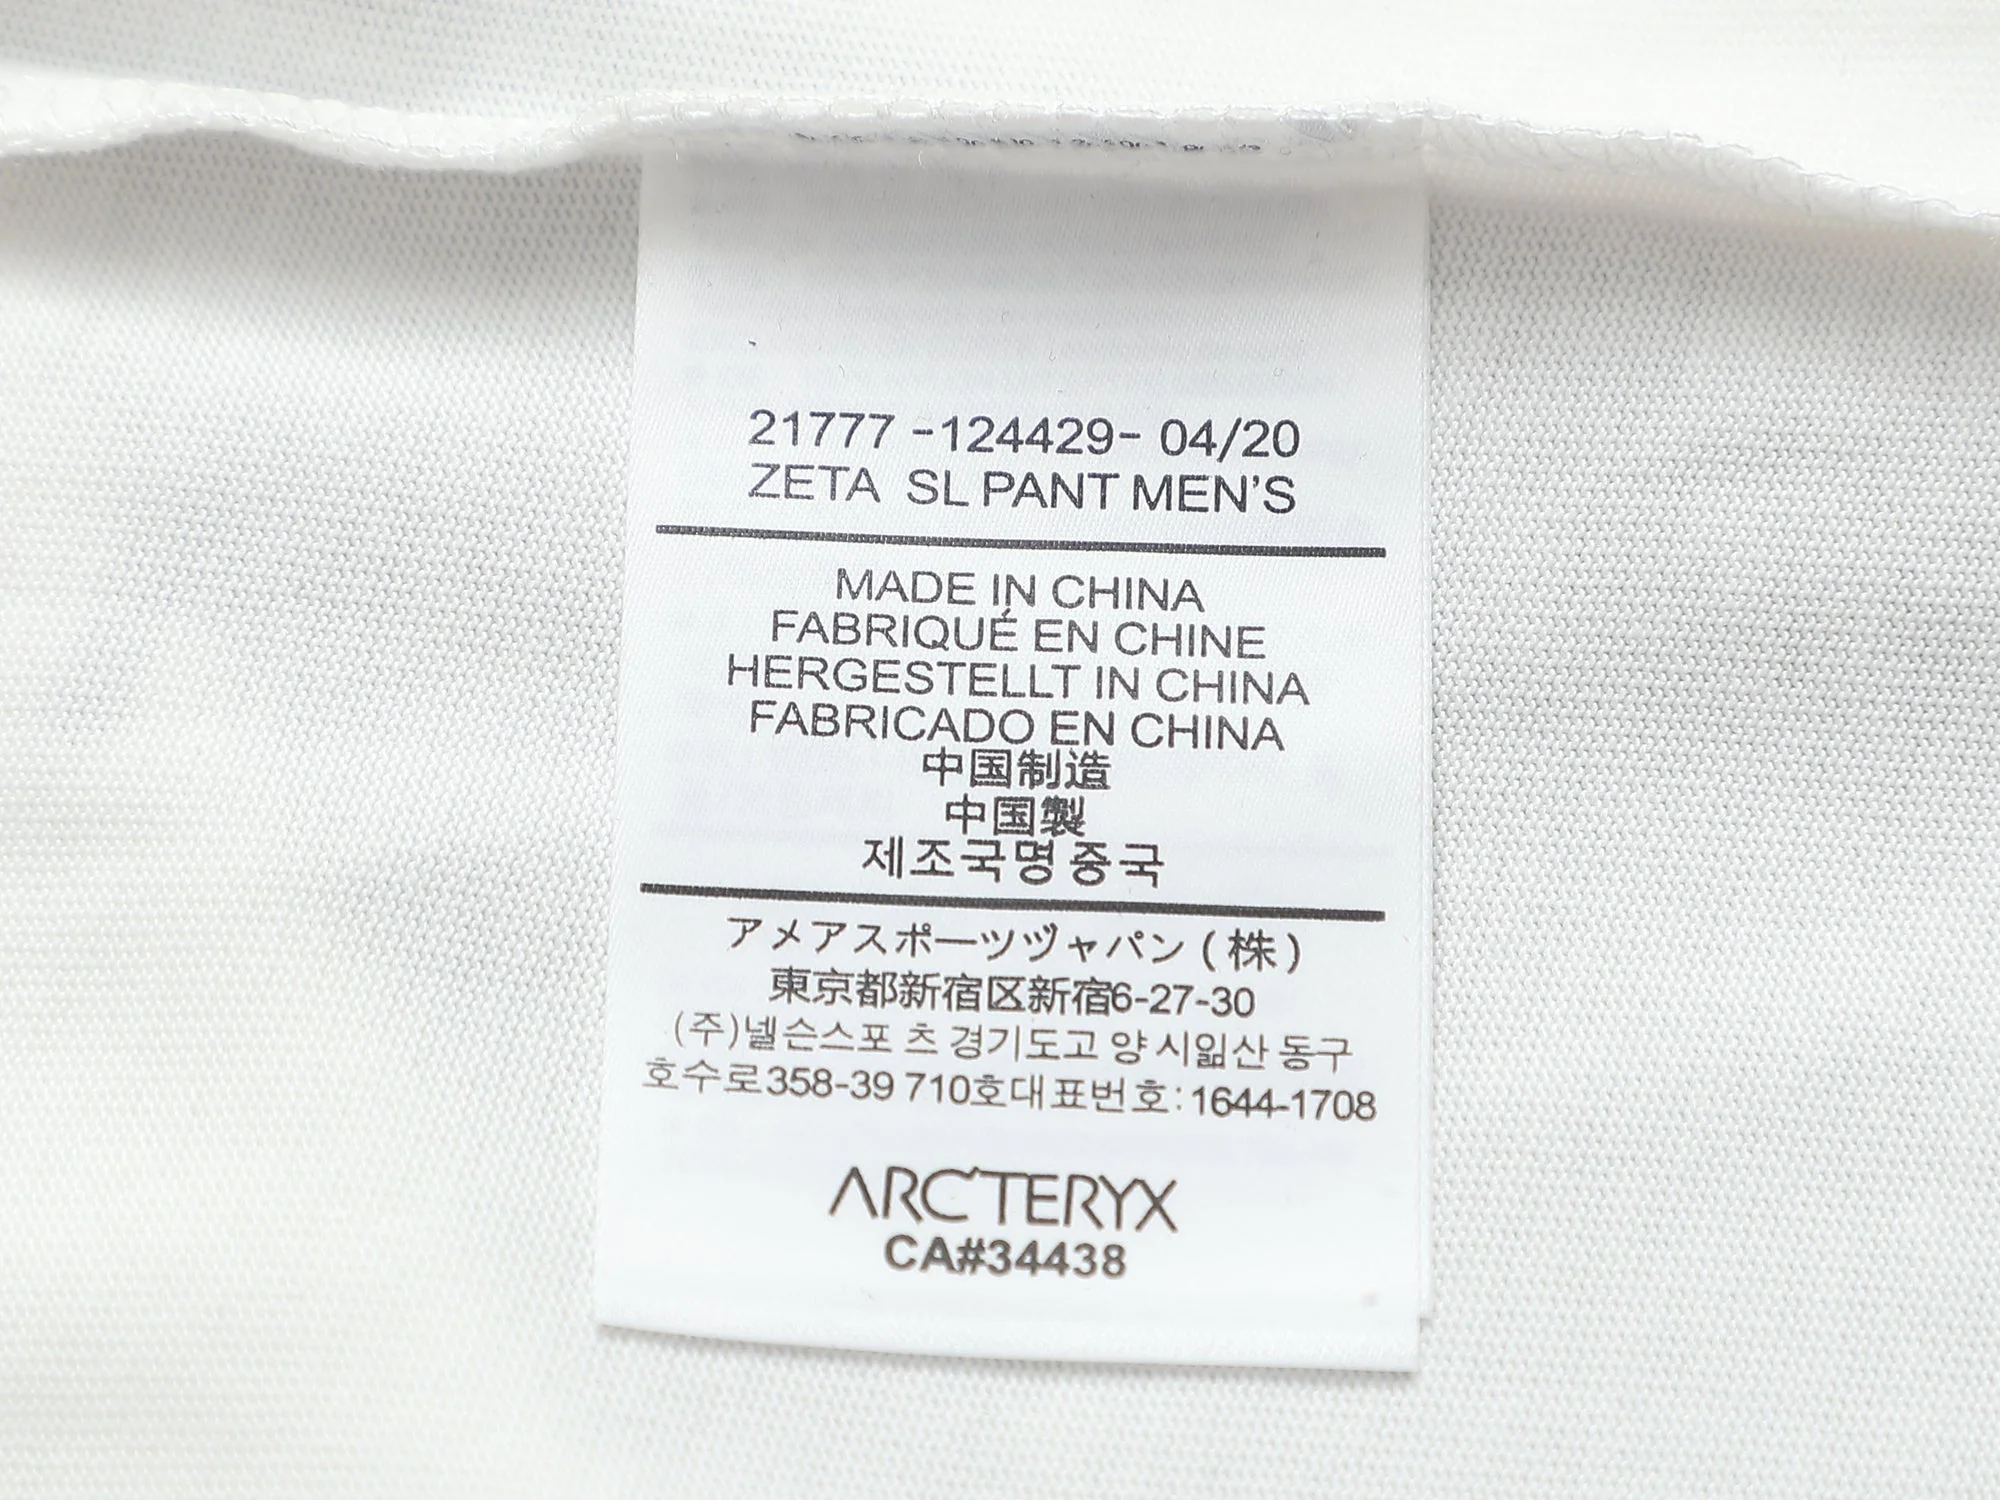 21777 -124429- 04/20
ZETA SL PANT MEN'S
MADE IN CHINA
FABRIQUÉ EN CHINE
HERGESTELLT IN CHINA
FABRICADO EN CHINA
中国制造
中国製
제조국명 중국
アメアスポーツヅャパン (株)
東京都新宿区新宿6-27-30
(주)넬슨스포 츠 경기도고 양 시잂산 동구
호수로358-39 710호대표번호:1644-1708
ARC'TERYX
CA#34438